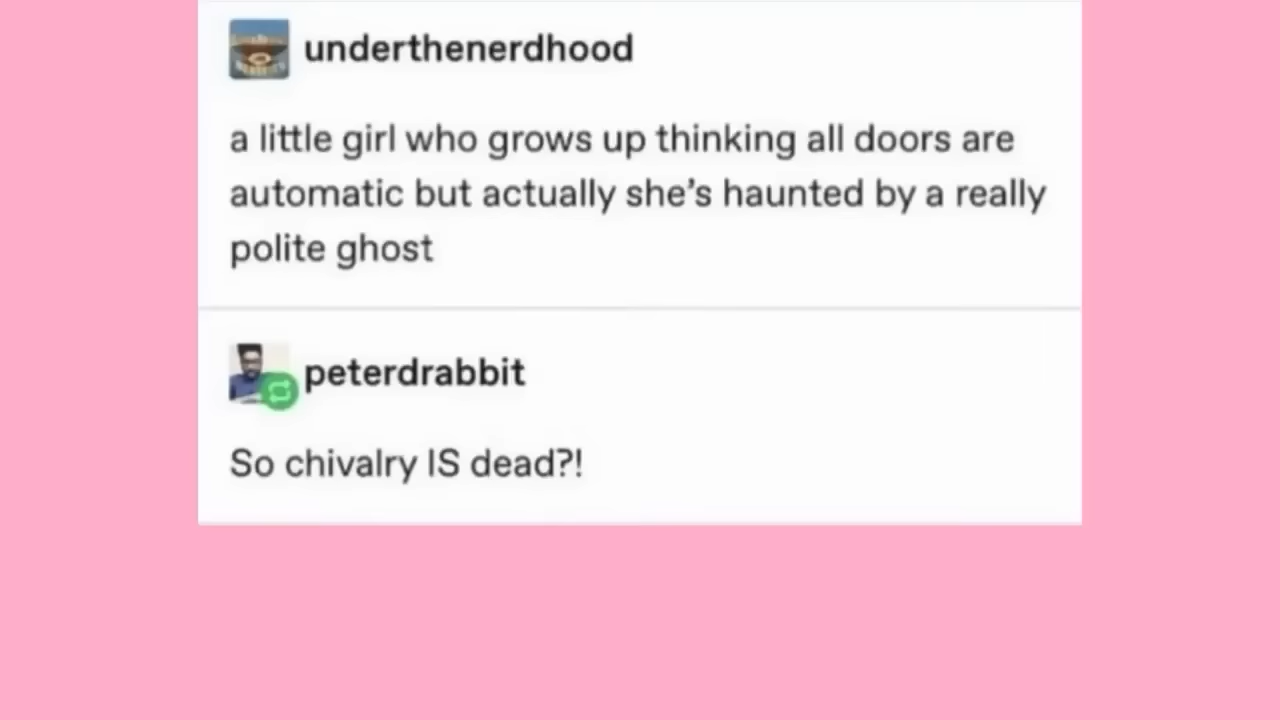 underthenerdhood
a little girl who grows up thinking all doors are
automatic but actually she's haunted by a really
polite ghost
peterdrabbit
So chivalry IS dead?!